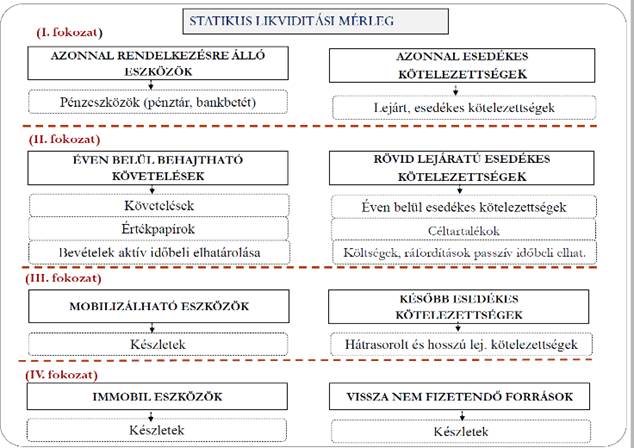 STATIKUS LIKVIDITÁSI MÉRLEG
(I. fokozat)
AZONNAL RENDELKEZÉSRE ÁLLÓ
ESZKÖZÖK
Pénzeszközök (pénztár, bankbetét)
AZONNAL ESEDÉKES
KÖTELEZETTSÉGEK
Lejárt, esedékes kötelezettségek
(II. fokozat)
ÉVEN BELÜL BEHAJTHATÓ
KÖVETELÉSEK
Követelések
Értékpapírok
Bevételek aktív időbeli elhatárolása
RÖVID LEJÁRATÚ ESEDÉKES
KÖTELEZETTSÉGEK
Éven belül esedékes kötelezettségek
Céltartalékok
Költségek, ráfordítások passzív időbeli elhat.
(III. fokozat)
MOBILIZÁLHATÓ ESZKÖZÖK
Készletek
KÉSŐBB ESEDÉKES
KÖTELEZETTSÉGEK
Hátrasorolt és hosszú lej. kötelezettségek
(IV. fokozat)
IMMOBIL ESZKÖZÖK
Készletek
VISSZA NEM FIZETENDŐ FORRÁSOK
Készletek